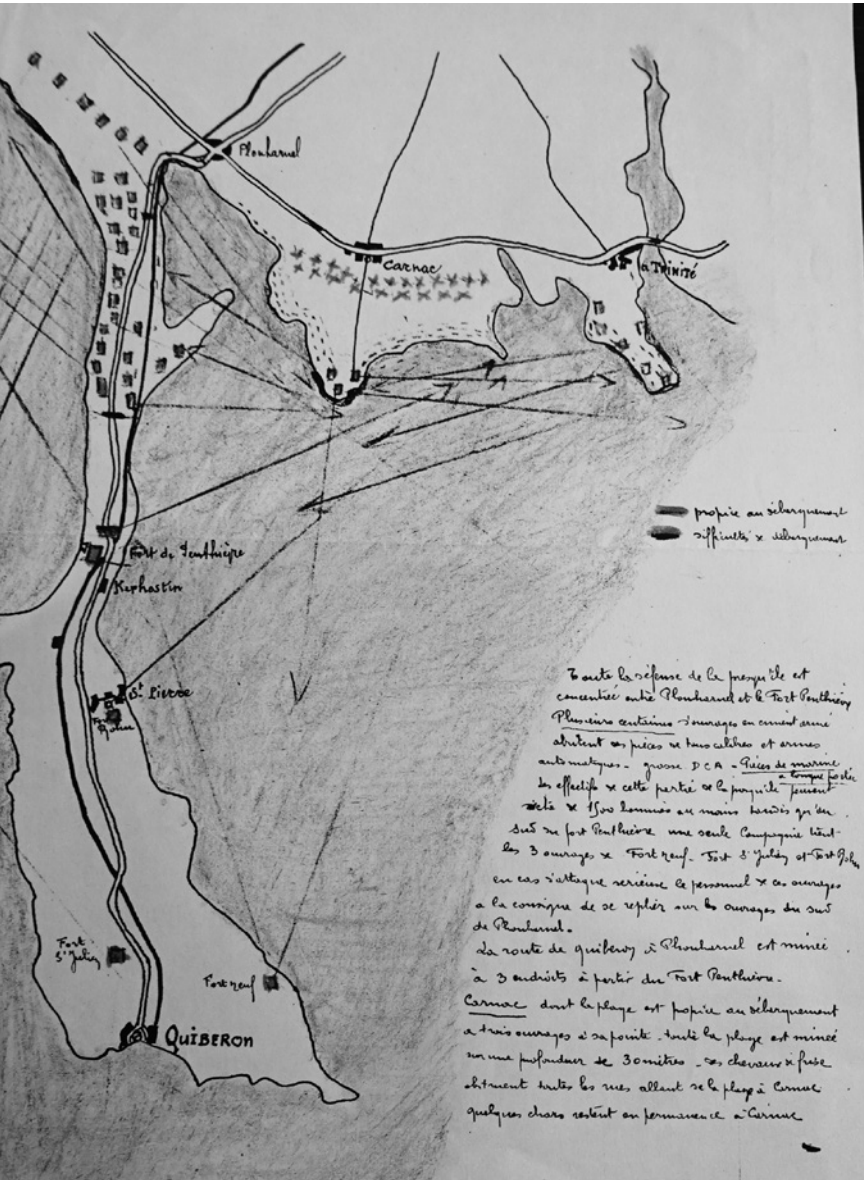 Plouharnel
Carnac
La Trinité
propice au débarquement
difficultés de débarquement
Fort de Penthièvre
Kerhostin
St Pierre
Fort
Toute la défense de la presqu'île est
concentrée entre Plouharnel et le Fort Penthièvre
Plusieurs centaines d'ouvrages en ciment armé
abritent des pièces de tous calibres et armes
automatiques - grosse DCA - Pièces de marine
à longue portée
Les effectifs de cette partie de la presqu'île
de 1500 hommes au moins tandis qu'au
Sud du fort Penthièvre une seule Compagnie tient
les 3 ouvrages de Fort neuf - Fort St Julien et Fort
en cas d'attaque sérieuse le personnel de ces ouvrages
a la consigne de se replier sur les ouvrages du sud
de Plouharnel.
La route de quiberon à Plouharnel est minée
à 3 endroits à partir du Fort Penthièvre.
Carnac dont la plage est propice au débarquement
a trois ouvrages à sa pointe. toute la plage est minée
sur une profondeur de 30 mètres - des chevaux de frise
obstruent toutes les rues allant de la plage à Carnac
quelques chars restent en permanence à Carnac
Fort
St Julien
Fort neuf
QUIBERON